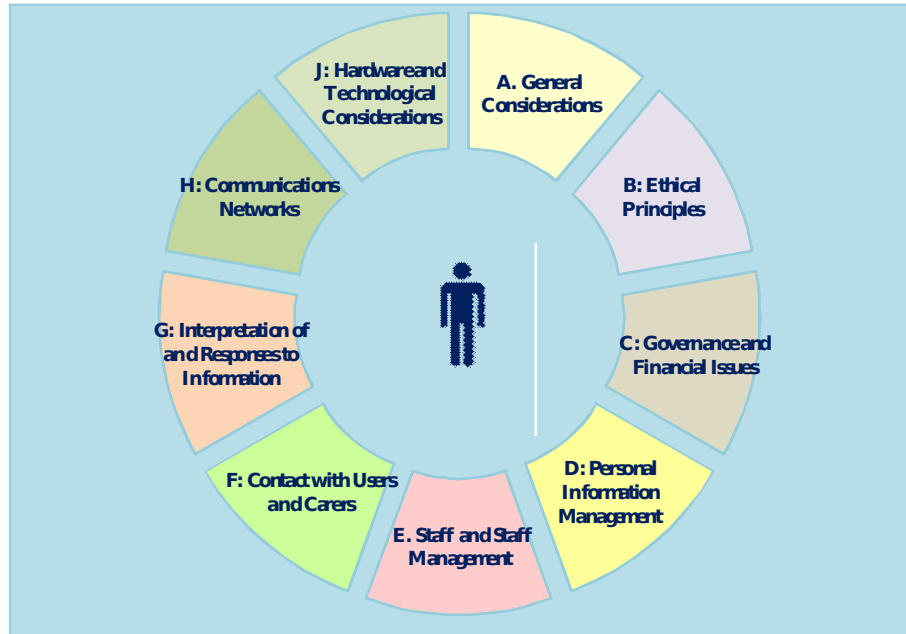 A. General
Considerations
B: Ethical
Principles
C: Governance and
Financial Issues
D: Personal
Information
Management
E. Staff and Staff
Management
F: Contact with Users
and Carers
G: Interpretation of
and Responses to
Information
H: Communications
Networks
J: Hardware and
Technological
Considerations